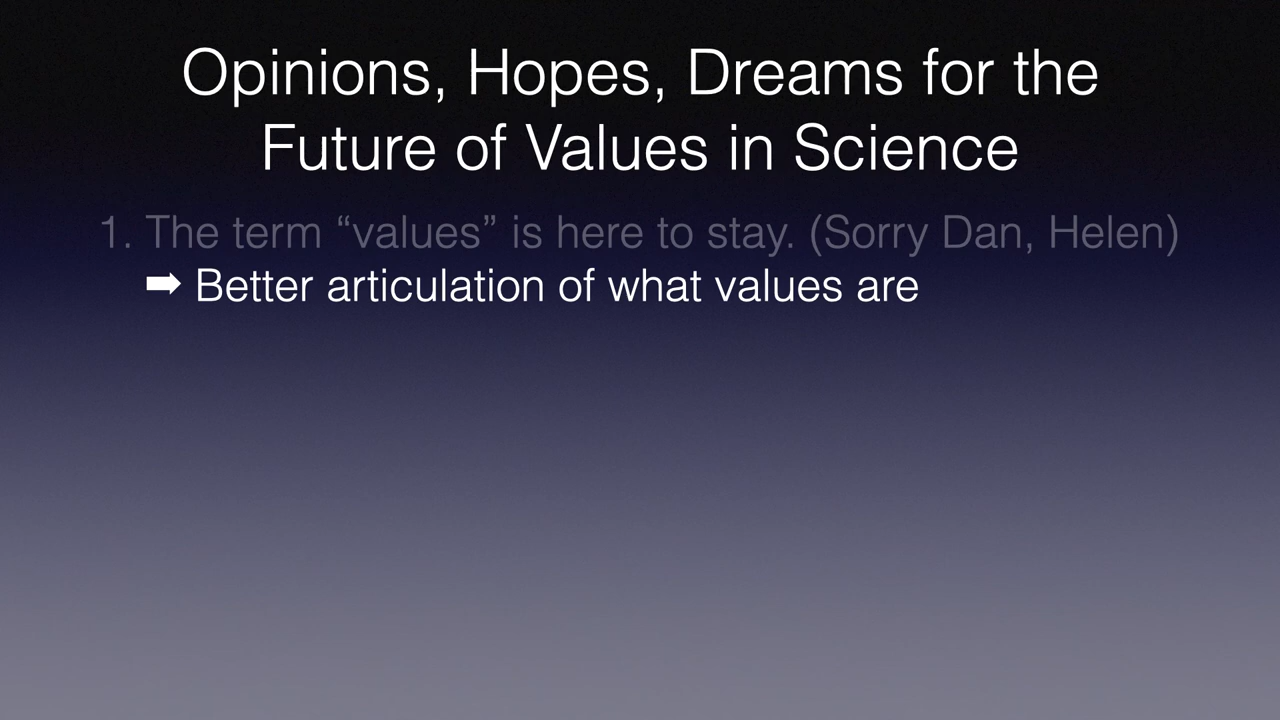 Opinions, Hopes, Dreams for the
Future of Values in Science
1. The term “values” is here to stay. (Sorry Dan, Helen)
➡ Better articulation of what values are